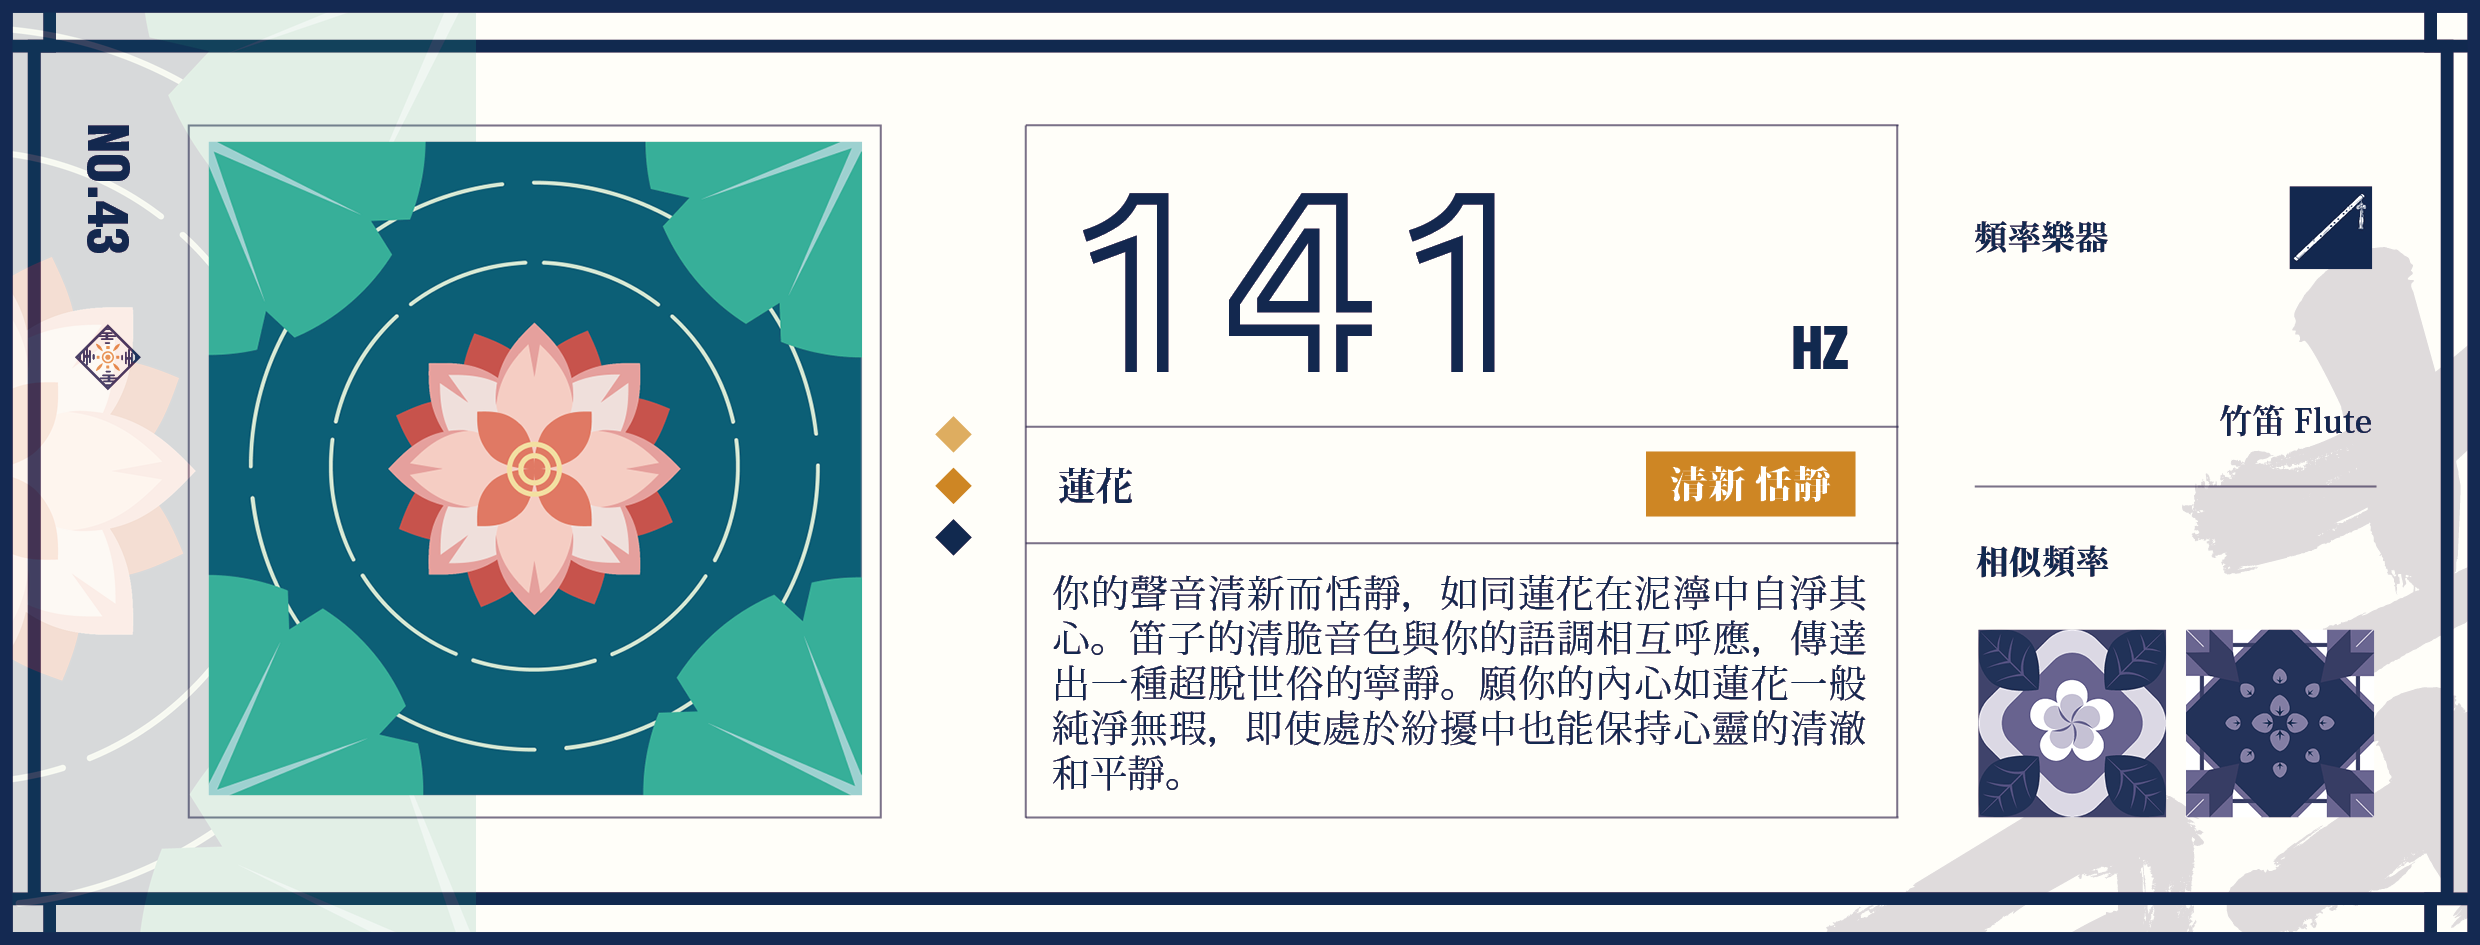 NO.43
141
HZ
蓮花
清新 恬靜
你的聲音清新而恬靜，如同蓮花在泥濘中自淨其
心。笛子的清脆音色與你的語調相互呼應，傳達
出一種超脫世俗的寧靜。願你的內心如蓮花一般
純淨無瑕，即使處於紛擾中也能保持心靈的清澈
和平靜。
頻率樂器
竹笛 Flute
相似頻率